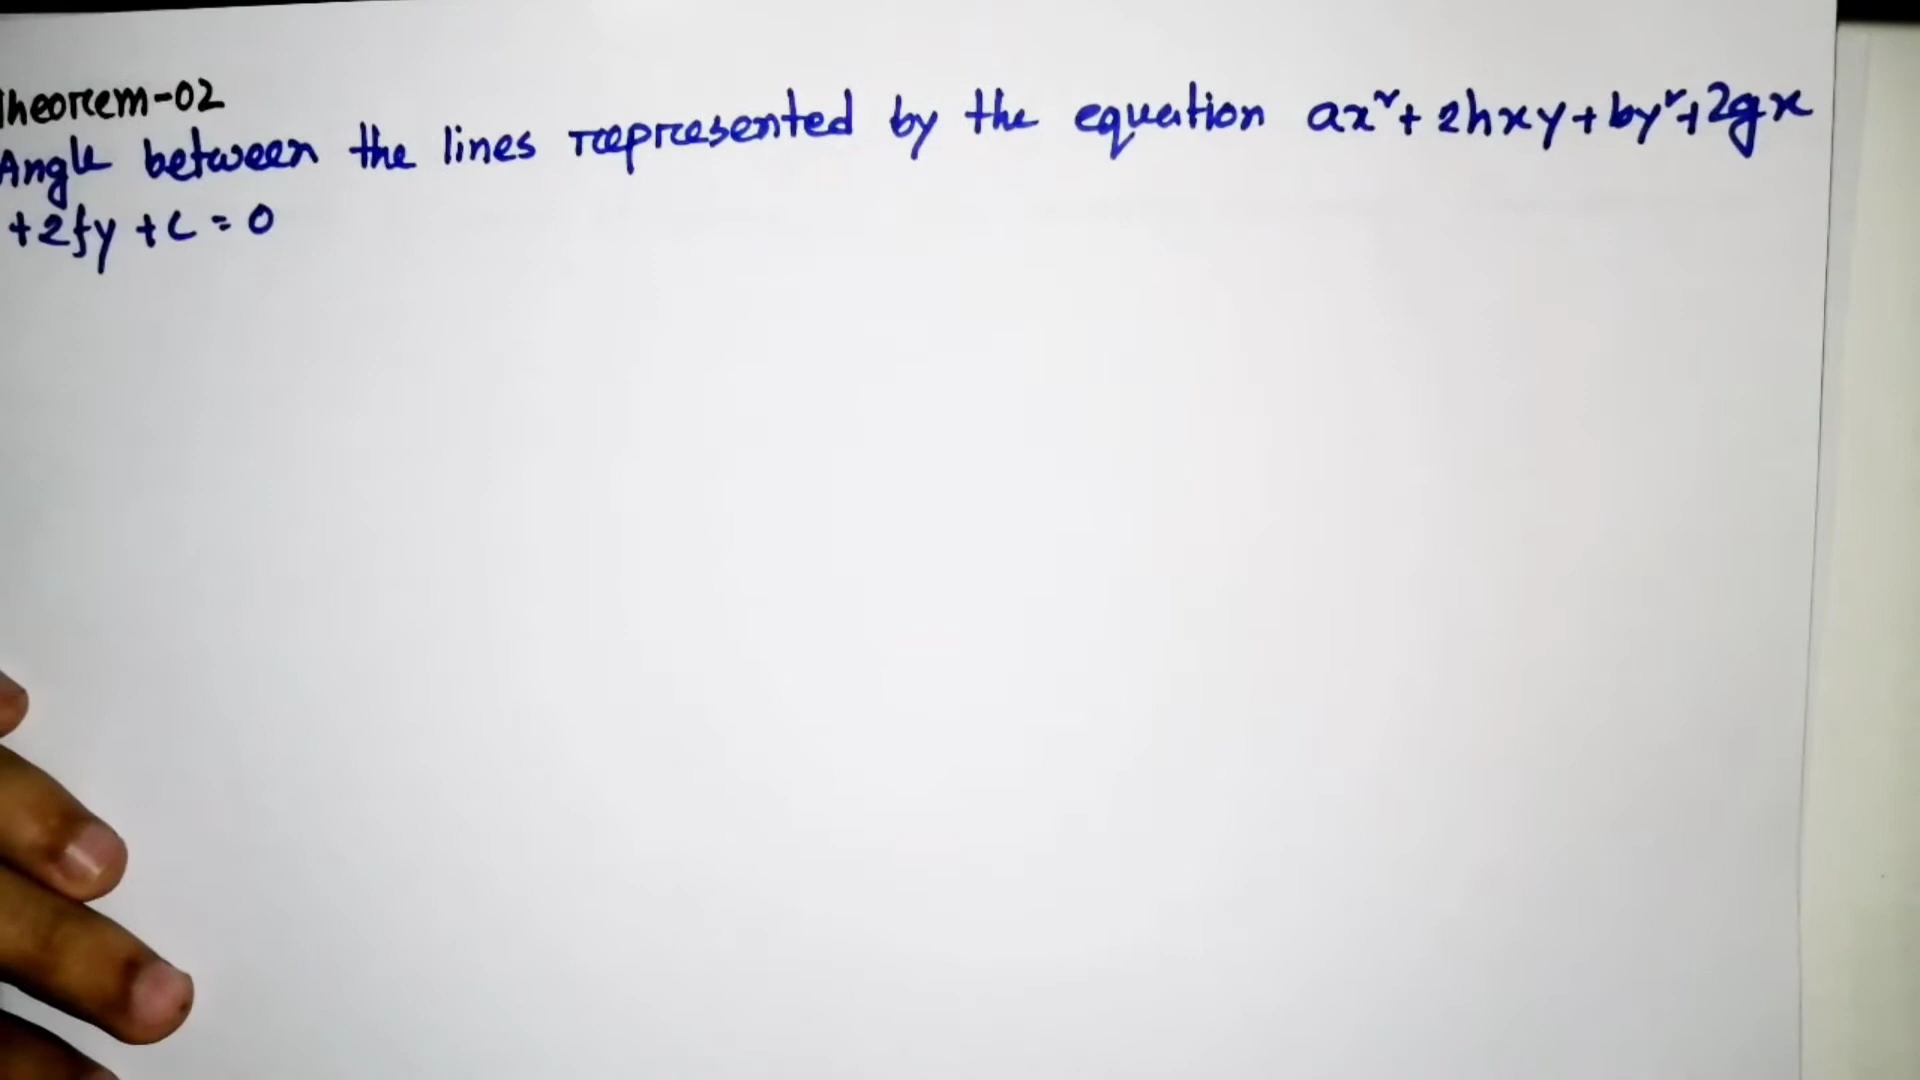 Theorem-02
Angle between the lines represented by the equation ax²+2hxy+by²+2gx
+2fy+c=0